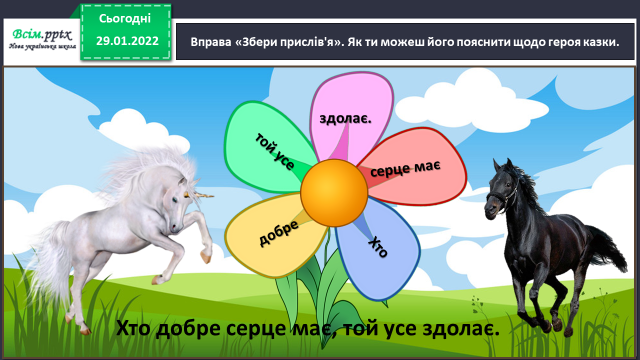 Всім.pptx
Нова українська школа
Сьогодні
29.01.2022
Вправа «Збери прислів'я». Як ти можеш його пояснити щодо героя казки.
здолає.
той усе
серце має
добре
Хто
Хто добре серце має, той усе здолає.